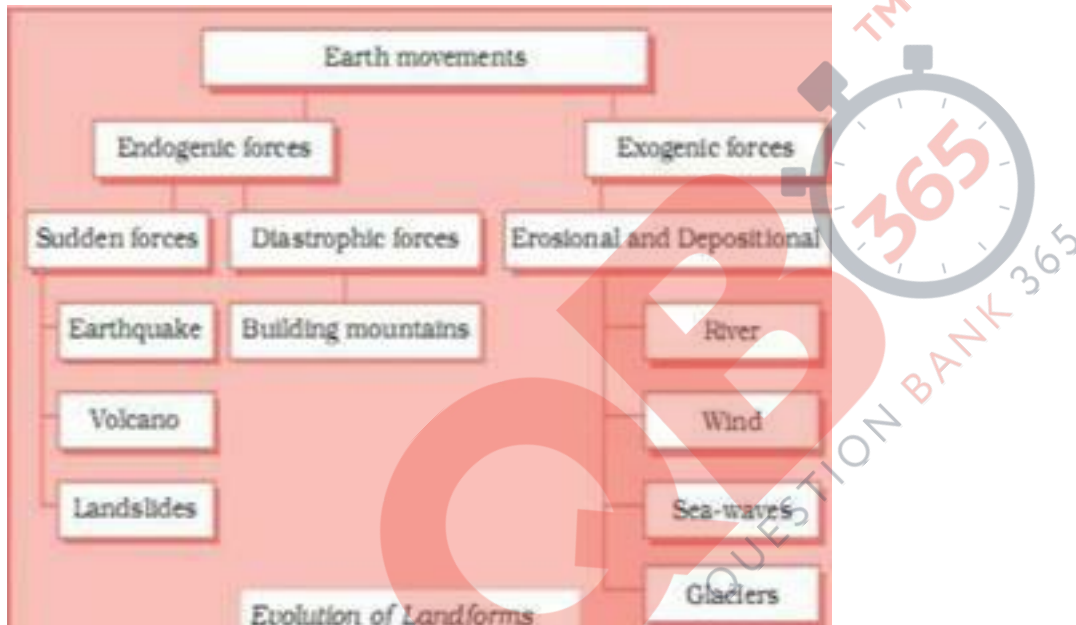 Earth movements
Endogenic forces
Exogenic forces
Sudden forces
Diastrophic forces
Erosional and Depositional
Earthquake
Building mountains
River
Volcano
Wind
Landslides
Sea-waves
Glaciers
Evolution of Landforms
QB
365
QUESTION BANK 365
TM